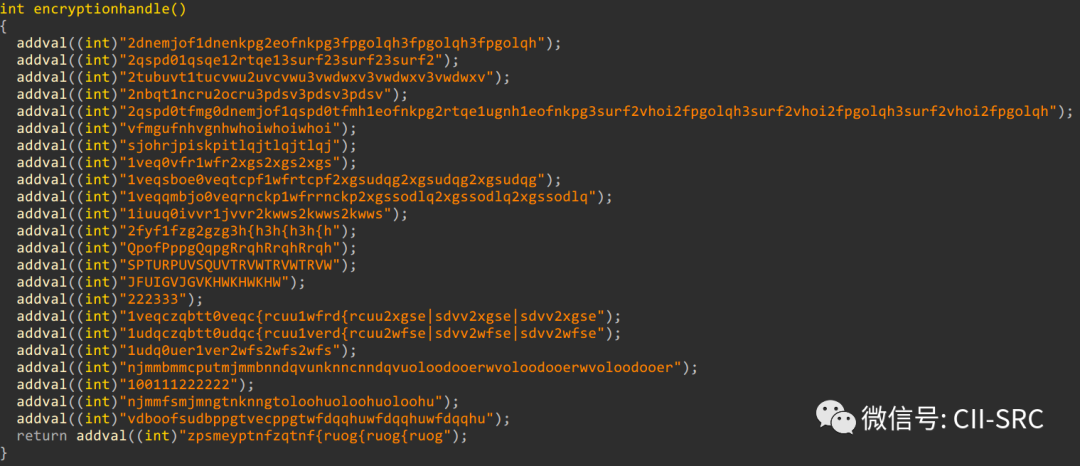 int encryptionhandle()
{
addval((int)"2dnemjof1dnenkpg2eofnkpg3fpgolqh3fpgolqh3fpgolqh");
addval((int)"2qspd01qsqe12rtqe13surf23surf23surf2");
addval((int)"2tubuvt1tucvwu2uvcvwu3vwdwxv3vwdwxv3vwdwxv");
addval((int)"2nbqt1ncru2ocru3pdsv3pdsv3pdsv");
addval((int)"2qspd0tfmg0dnemjof1qspd0tfmh1eofnkpg2rtqe1ugnh1eofnkpg3surf2vhoi2fpgolqh3surf2vhoi2fpgolqh3surf2vhoi2fpgolqh");
addval((int)"vfmgufnhvgnhwhoiwhoiwhoi");
addval((int)"sjohrjpiskpitlqjtlqjtlqj");
addval((int)"1veq0vfr1wfr2xgs2xgs2xgs");
addval((int)"1veqsboe0veqtcpf1wfrtcpf2xgsudqg2xgsudqg2xgsudqg");
addval((int)"1veqqmbjo0veqrnckp1wfrrnckp2xgssodlq2xgssodlq2xgssodlq");
addval((int)"1iuuq0ivvr1jvvr2kwws2kwws2kwws");
addval((int)"2fyf1fzg2gzg3h{h3h{h3h{h");
addval((int)"QpofPppgQqpgRrqhRrqhRrqh");
addval((int)"SPTURPUVSQUVTRVWTRVWTRVW");
addval((int)"JFUIGVJGVKHWKHWKHW");
addval((int)"222333");
addval((int)"1veqczqbtt0veqc{rcuu1wfrd{rcuu2xgse|sdvv2xgse|sdvv2xgse");
addval((int)"1udqczqbtt0udqc{rcuu1verd{rcuu2wfse|sdvv2wfse|sdvv2wfse");
addval((int)"1udq0uer1ver2wfs2wfs2wfs");
addval((int)"njmmbmmcputmjmmbnndqvunknncnndqvuoloodooerwvoloodooerwvoloodooer");
addval((int)"100111222222");
addval((int)"njmmfsmjmngtnknngtoloohuoloohuoloohu");
addval((int)"vdboofsudbppgtvecppgtwfdqqhuwfdqqhuwfdqqhu");
return addval((int)"zpsmeyptnfzqtnf{ruog{ruog{ruog");
}
微信号: CII-SRC